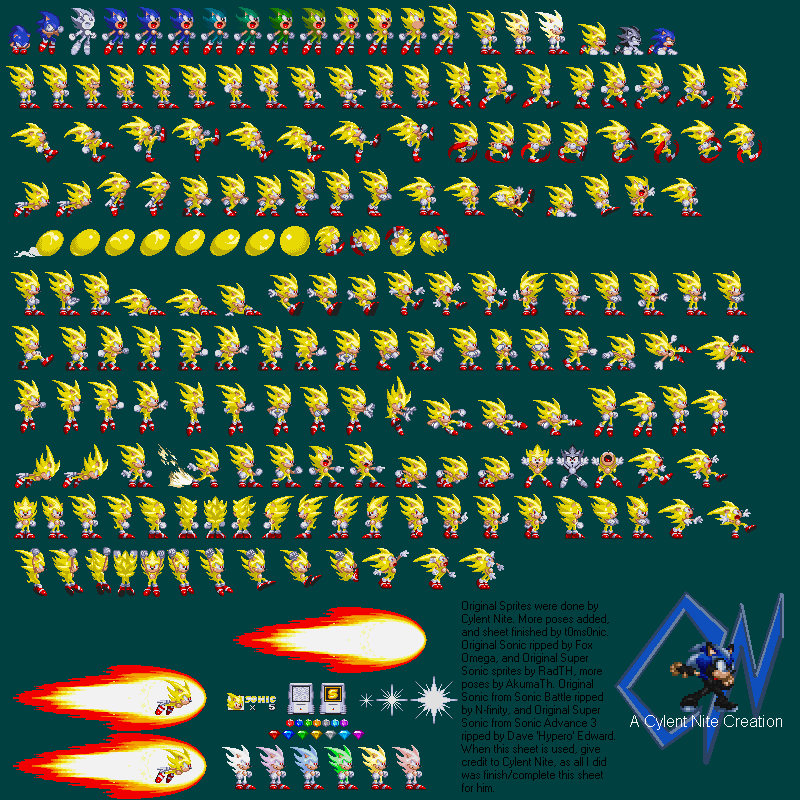 Original Sprites were done by
Cylent Nite. More poses added,
and sheet finished by t0ms0nic.
Original Sonic ripped by Fox
Omega, and Original Super
Sonic sprites by RadTH, more
poses by AkumaTh. Original
Sonic from Sonic Battle ripped
by N-finity, and Original Super
Sonic from Sonic Advance 3
ripped by Dave 'Hypero' Edward.
When this sheet is used, give
credit to Cylent Nite, as all I did
was finish/complete this sheet
for him.
SONIC
× 5
S
CN
A Cylent Nite Creation